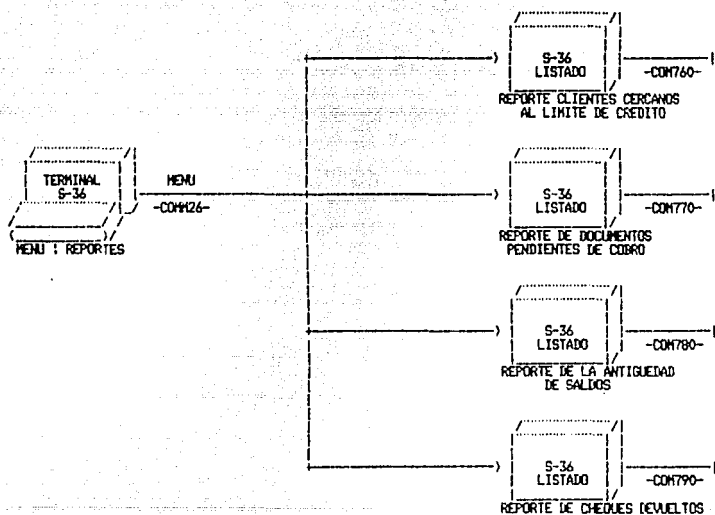 S-36
LISTADO
-COM760-
REPORTE CLIENTES CERCANOS
AL LIMITE DE CREDITO
TERMINAL
S-36
MENU
-COMM26-
MENU : REPORTES
S-36
LISTADO
-COM770-
REPORTE DE DOCUMENTOS
PENDIENTES DE COBRO
S-36
LISTADO
-COM780-
REPORTE DE LA ANTIGUEDAD
DE SALDOS
S-36
LISTADO
-COM790-
REPORTE DE CHEQUES DEVUELTOS